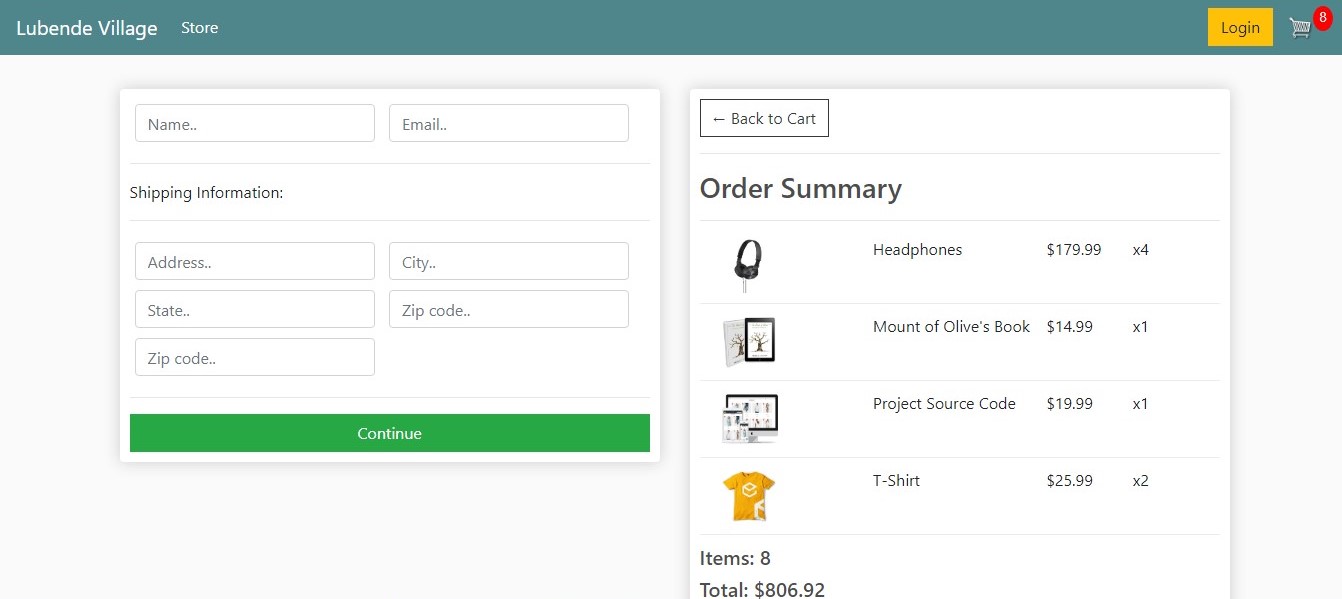 Lubende Village Store Login 8
Name.. Email..
Shipping Information:
Address.. City..
State.. Zip code..
Zip code..
Continue
← Back to Cart
Order Summary
Headphones $179.99 x4
Mount of Olive's Book $14.99 x1
Project Source Code $19.99 x1
T-Shirt $25.99 x2
Items: 8
Total: $806.92